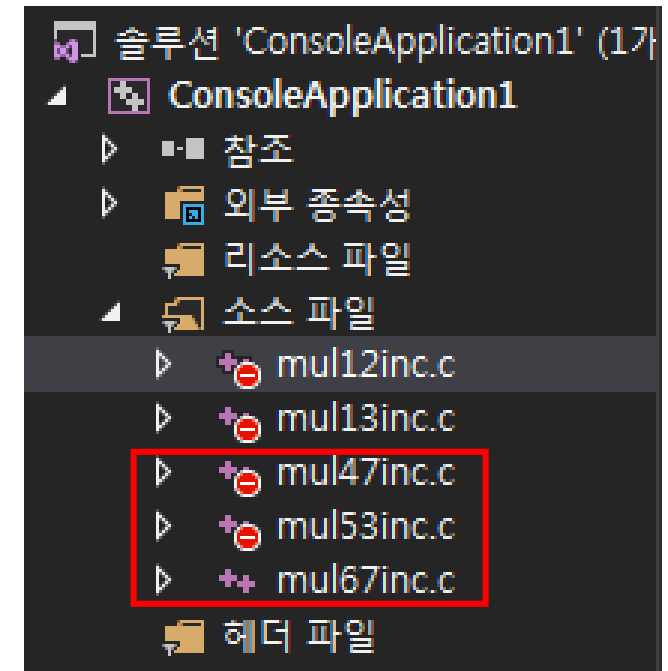 솔루션 'ConsoleApplication1' (1가
ConsoleApplication1
참조
외부 종속성
리소스 파일
소스 파일
mul12inc.c
mul13inc.c
mul47inc.c
mul53inc.c
mul67inc.c
헤더 파일